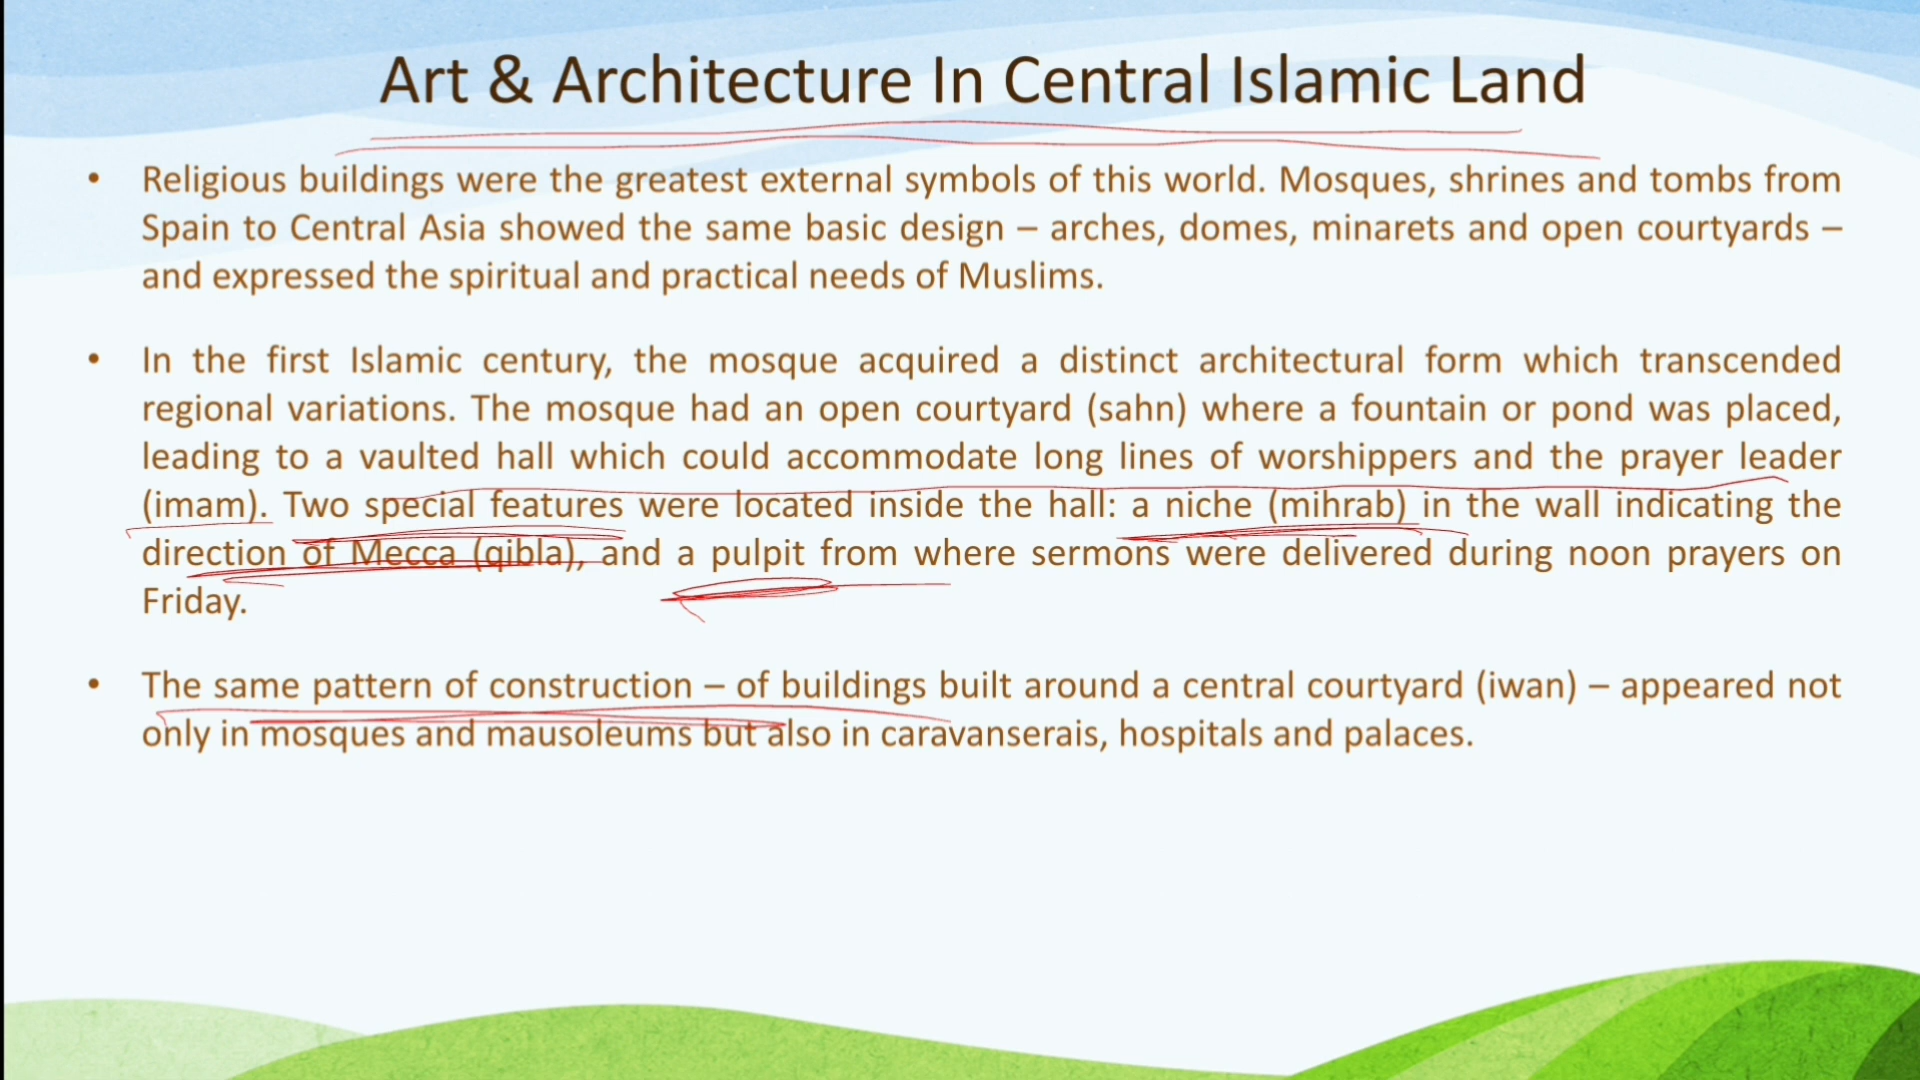 Art & Architecture In Central Islamic Land
• Religious buildings were the greatest external symbols of this world. Mosques, shrines and tombs from
Spain to Central Asia showed the same basic design – arches, domes, minarets and open courtyards –
and expressed the spiritual and practical needs of Muslims.
• In the first Islamic century, the mosque acquired a distinct architectural form which transcended
regional variations. The mosque had an open courtyard (sahn) where a fountain or pond was placed,
leading to a vaulted hall which could accommodate long lines of worshippers and the prayer leader
(imam). Two special features were located inside the hall: a niche (mihrab) in the wall indicating the
direction of Mecca (qibla), and a pulpit from where sermons were delivered during noon prayers on
Friday.
• The same pattern of construction – of buildings built around a central courtyard (iwan) – appeared not
only in mosques and mausoleums but also in caravanserais, hospitals and palaces.